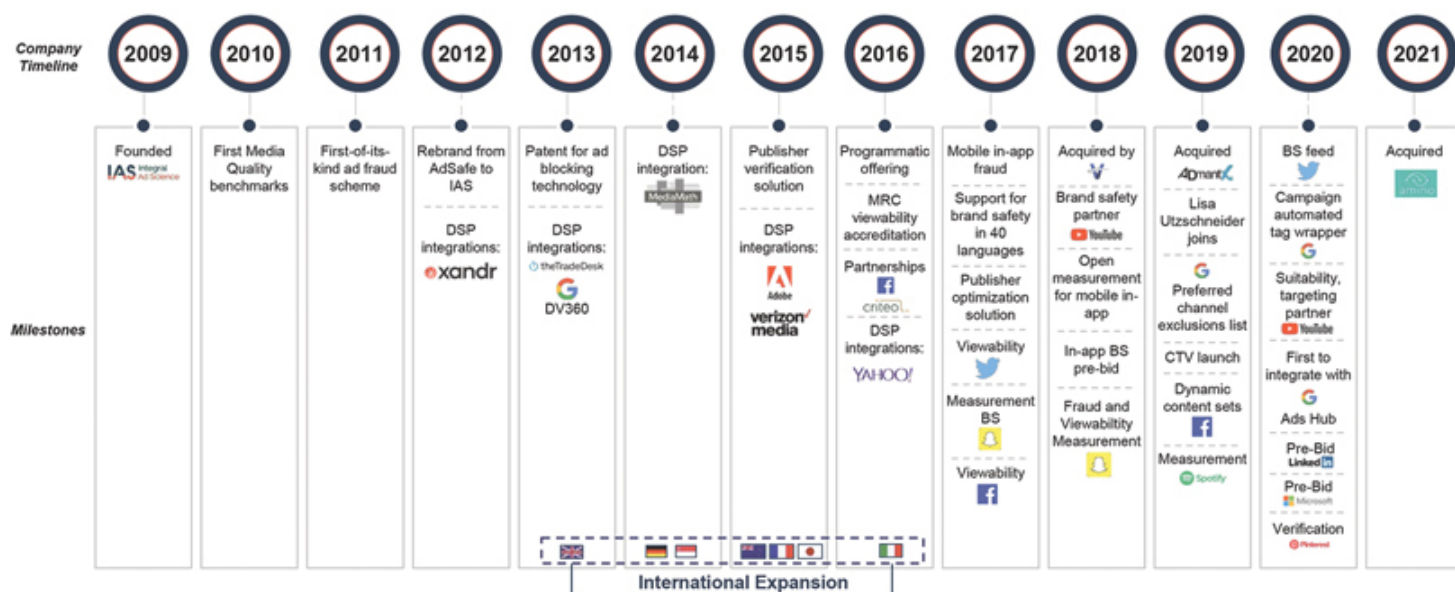 Company
Timeline
2009
2010
2011
2012
2013
2014
2015
2016
2017
2018
2019
2020
2021
Milestones
Founded
IAS Integral
Ad Science
First Media
Quality
benchmarks
First-of-its-
kind ad fraud
scheme
Rebrand from
AdSafe to
IAS
DSP
integrations:
xandr
Patent for ad
blocking
technology
DSP
integrations:
theTradeDesk
G
DV360
DSP
integration:
MediaMath
Publisher
verification
solution
DSP
integrations:
Adobe
verizon
media
Programmatic
offering
MRC
viewability
accreditation
Partnerships
f
criteo
DSP
integrations:
YAHOO!
Mobile in-app
fraud
Support for
brand safety
in 40
languages
Publisher
optimization
solution
Viewability
Measurement
BS
Viewability
f
Acquired by
V
Brand safety
partner
YouTube
Open
measurement
for mobile in-
app
In-app BS
pre-bid
Fraud and
Viewabiltity
Measurement
Acquired
ADmantX
Lisa
Utzschneider
joins
G
Preferred
channel
exclusions list
CTV launch
Dynamic
content sets
f
Measurement
Spotify
BS feed
Campaign
automated
tag wrapper
G
Suitability,
targeting
partner
YouTube
First to
integrate with
G
Ads Hub
Pre-Bid
Linked in
Pre-Bid
Microsoft
Verification
Pinterest
Acquired
amino
International Expansion